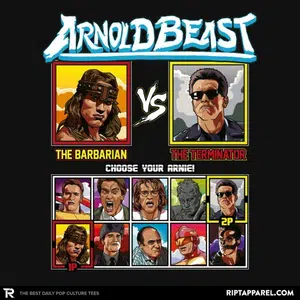 ARNOLD BEAST
VS
THE BARBARIAN
THE TERMINATOR
CHOOSE YOUR ARNIE!
2P
1P
R THE BEST DAILY POP CULTURE TEES
RIPTAPPAREL.COM